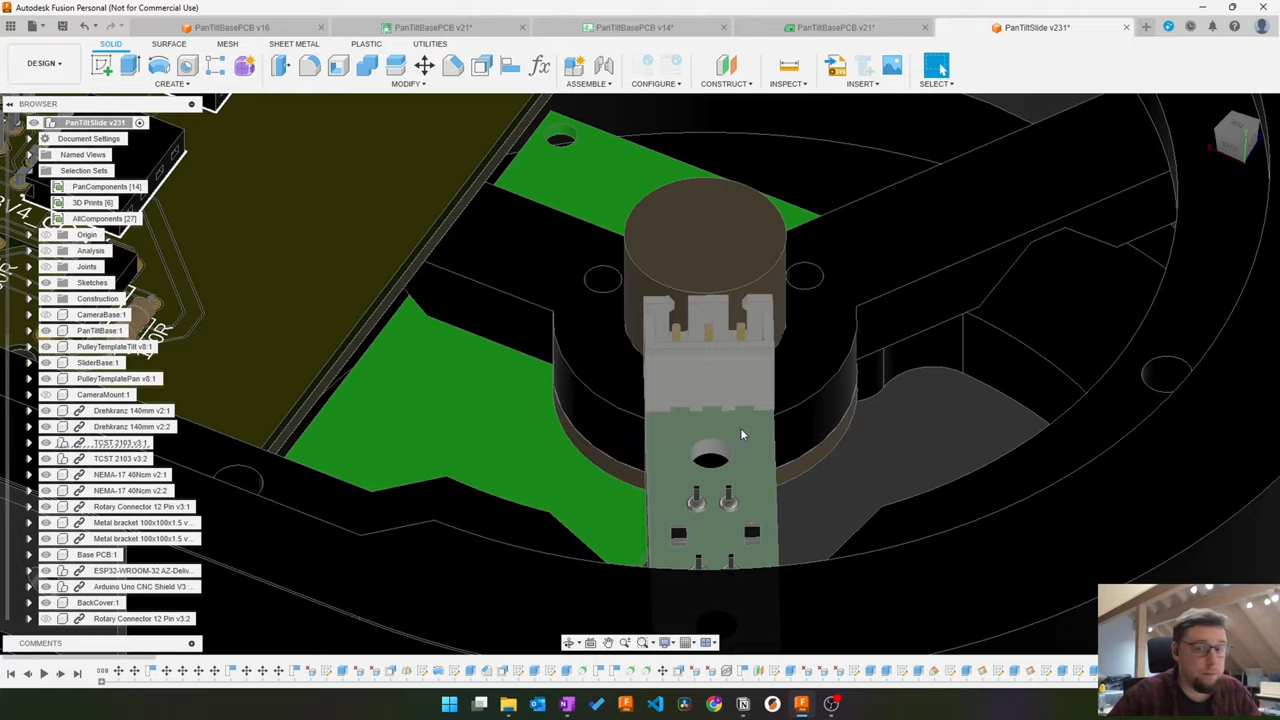 Autodesk Fusion Personal (Not for Commercial Use)
PanTiltBasePCB v16
PanTiltBasePCB v21*
PanTiltBasePCB v14*
PanTiltBasePCB v21*
PanTiltSlide v231*
SOLID
SURFACE
MESH
SHEET METAL
PLASTIC
UTILITIES
DESIGN
CREATE
MODIFY
ASSEMBLE
CONFIGURE
CONSTRUCT
INSPECT
INSERT
SELECT
BROWSER
PanTiltSlide v231
Document Settings
Named Views
Selection Sets
PanComponents [14]
3D Prints [6]
AllComponents [27]
Origin
Analysis
Joints
Sketches
Construction
CameraBase:1
PanTiltBase:1
PulleyTemplateTilt v8:1
SliderBase:1
PulleyTemplatePan v8:1
CameraMount:1
Drehkranz 140mm v2:1
Drehkranz 140mm v2:2
TCST 2103 v3:1
TCST 2103 v3:2
NEMA-17 40Ncm v2:1
NEMA-17 40Ncm v2:2
Rotary Connector 12 Pin v3:1
Metal bracket 100x100x1.5 v...
Metal bracket 100x100x1.5 v...
Base PCB:1
ESP32-WROOM-32 AZ-Deliv...
Arduino Uno CNC Shield V3 ...
BackCover:1
Rotary Connector 12 Pin v3:2
COMMENTS